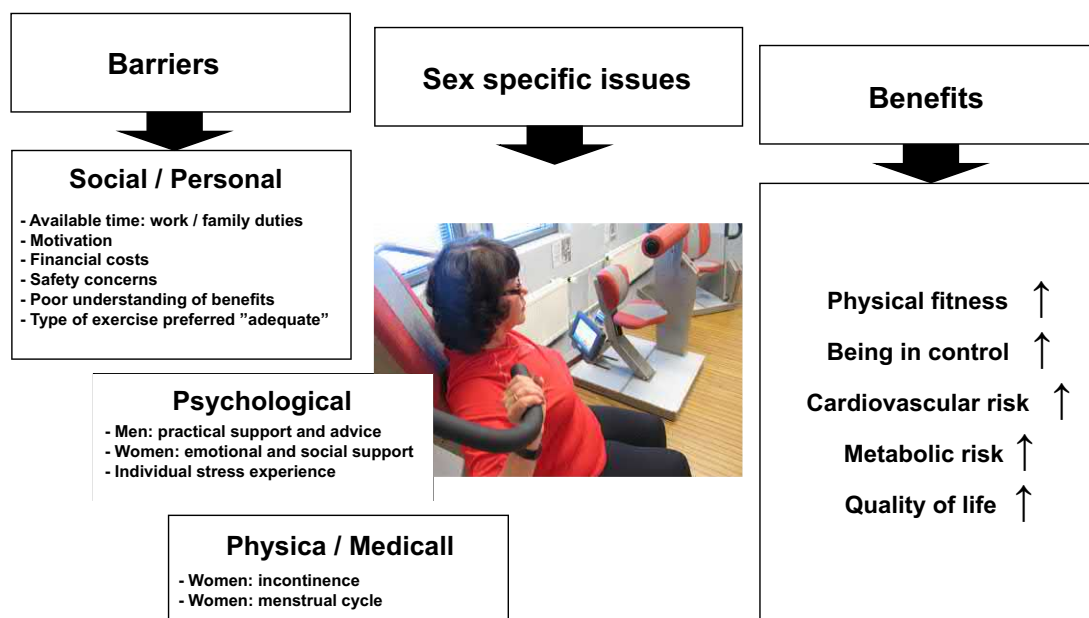 Barriers
Social / Personal
- Available time: work / family duties
- Motivation
- Financial costs
- Safety concerns
- Poor understanding of benefits
- Type of exercise preferred ”adequate”
Psychological
- Men: practical support and advice
- Women: emotional and social support
- Individual stress experience
Physica / Medicall
- Women: incontinence
- Women: menstrual cycle
Sex specific issues
Benefits
Physical fitness ↑
Being in control ↑
Cardiovascular risk ↑
Metabolic risk ↑
Quality of life ↑